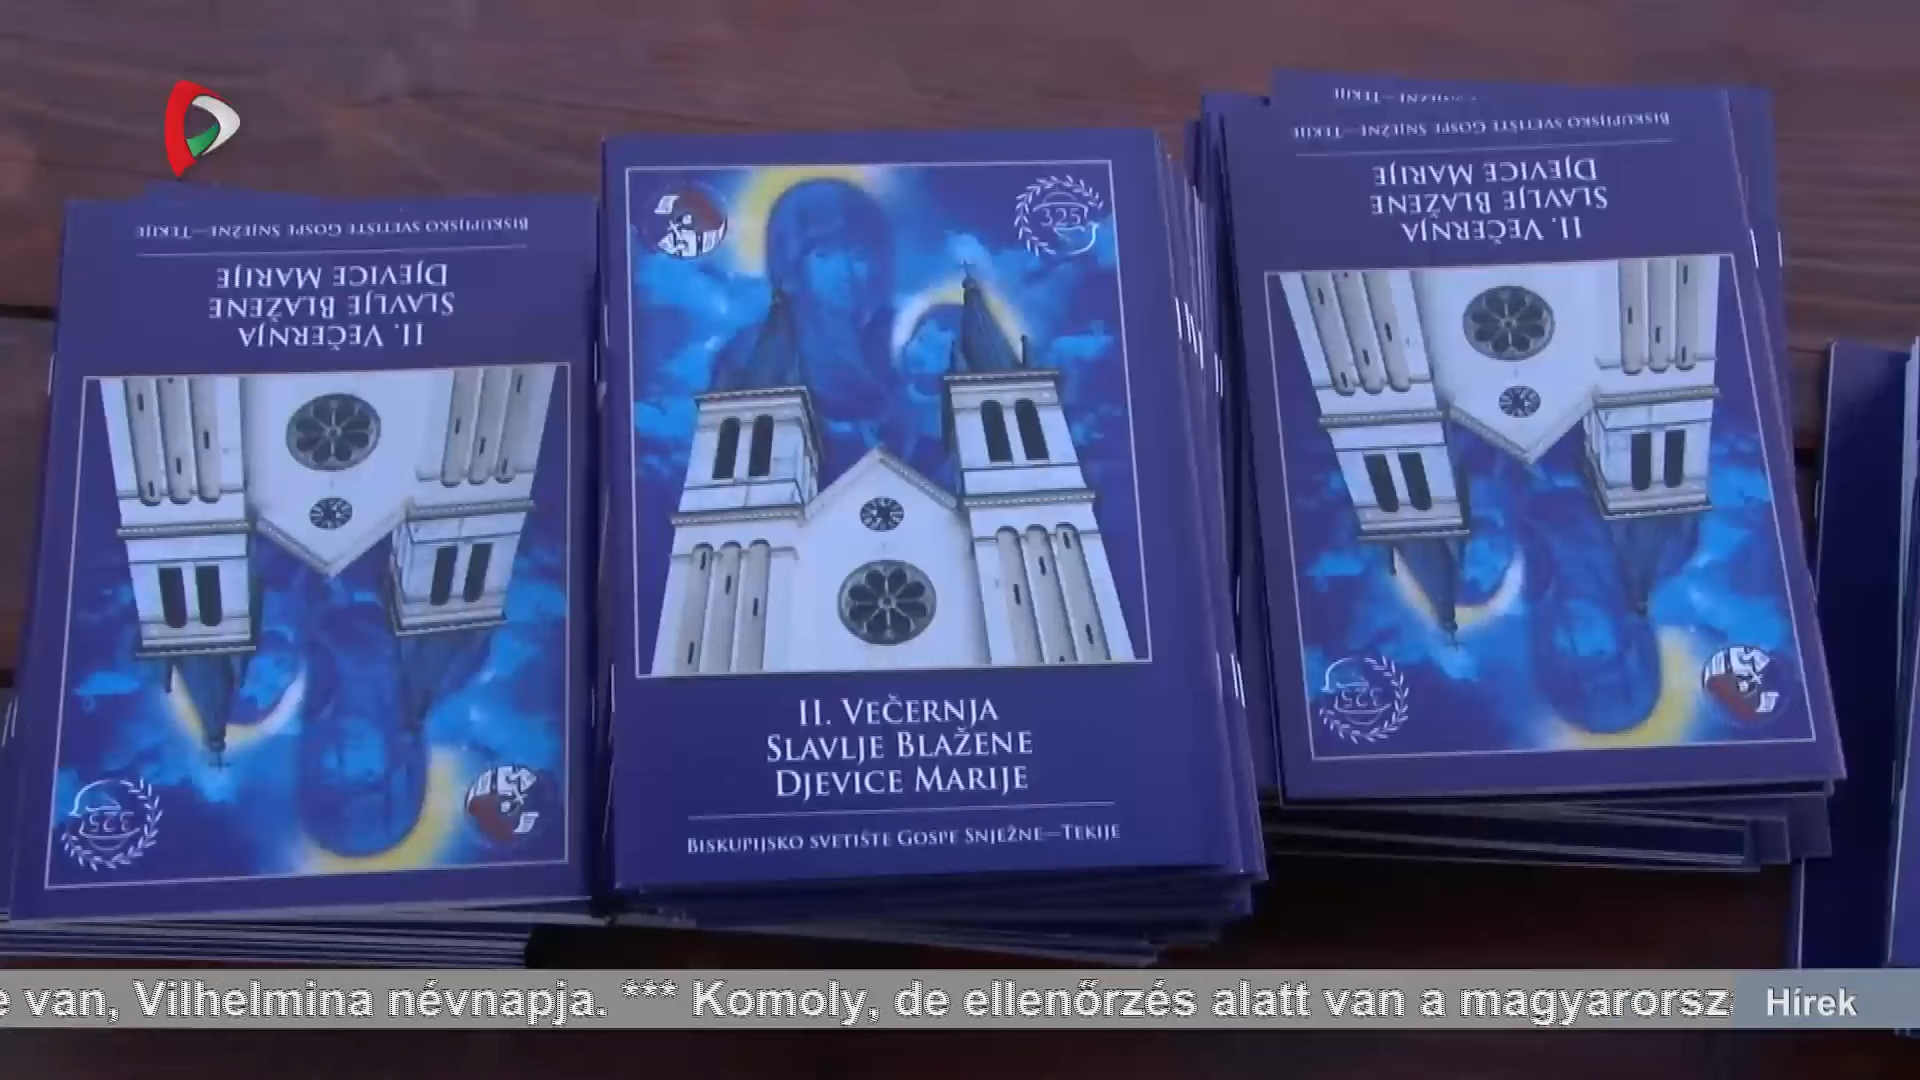 BISKUPIJSKO SVETIŠTE GOSPE SNJEŽNE—TEKIJE
DJEVICE MARIJE
SLAVLJE BLAŽENE
II. VEČERNJA
325
325
II. VEČERNJA
SLAVLJE BLAŽENE
DJEVICE MARIJE
BISKUPIJSKO SVETIŠTE GOSPE SNJEŽNE—TEKIJE
SNJEŽNE—TEKIJE
BISKUPIJSKO SVETIŠTE GOSPE SNJEŽNE—TEKIJE
DJEVICE MARIJE
SLAVLJE BLAŽENE
II. VEČERNJA
325
van, Vilhelmina névnapja. *** Komoly, de ellenőrzés alatt van a magyarorsz
Hírek